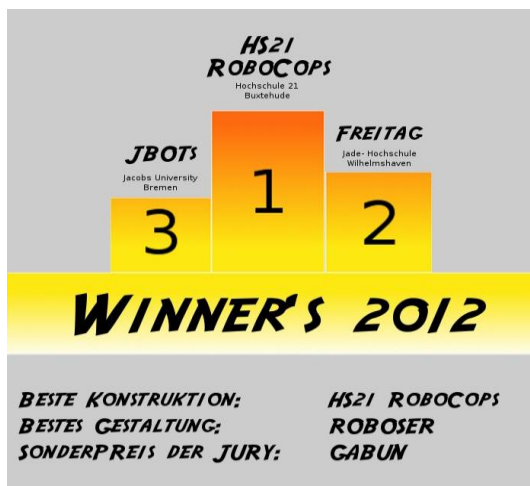 HS21
ROBOCOPS
Hochschule 21
Buxtehude
FREITAG
Jade- Hochschule
Wilhelmshaven
JBOTS
Jacobs University
Bremen
1
2
3
WINNER'S 2012
BESTE KONSTRUKTION: HS21 ROBOCOPS
BESTES GESTALTUNG: ROBOSER
SONDERPREIS DER JURY: GABUN